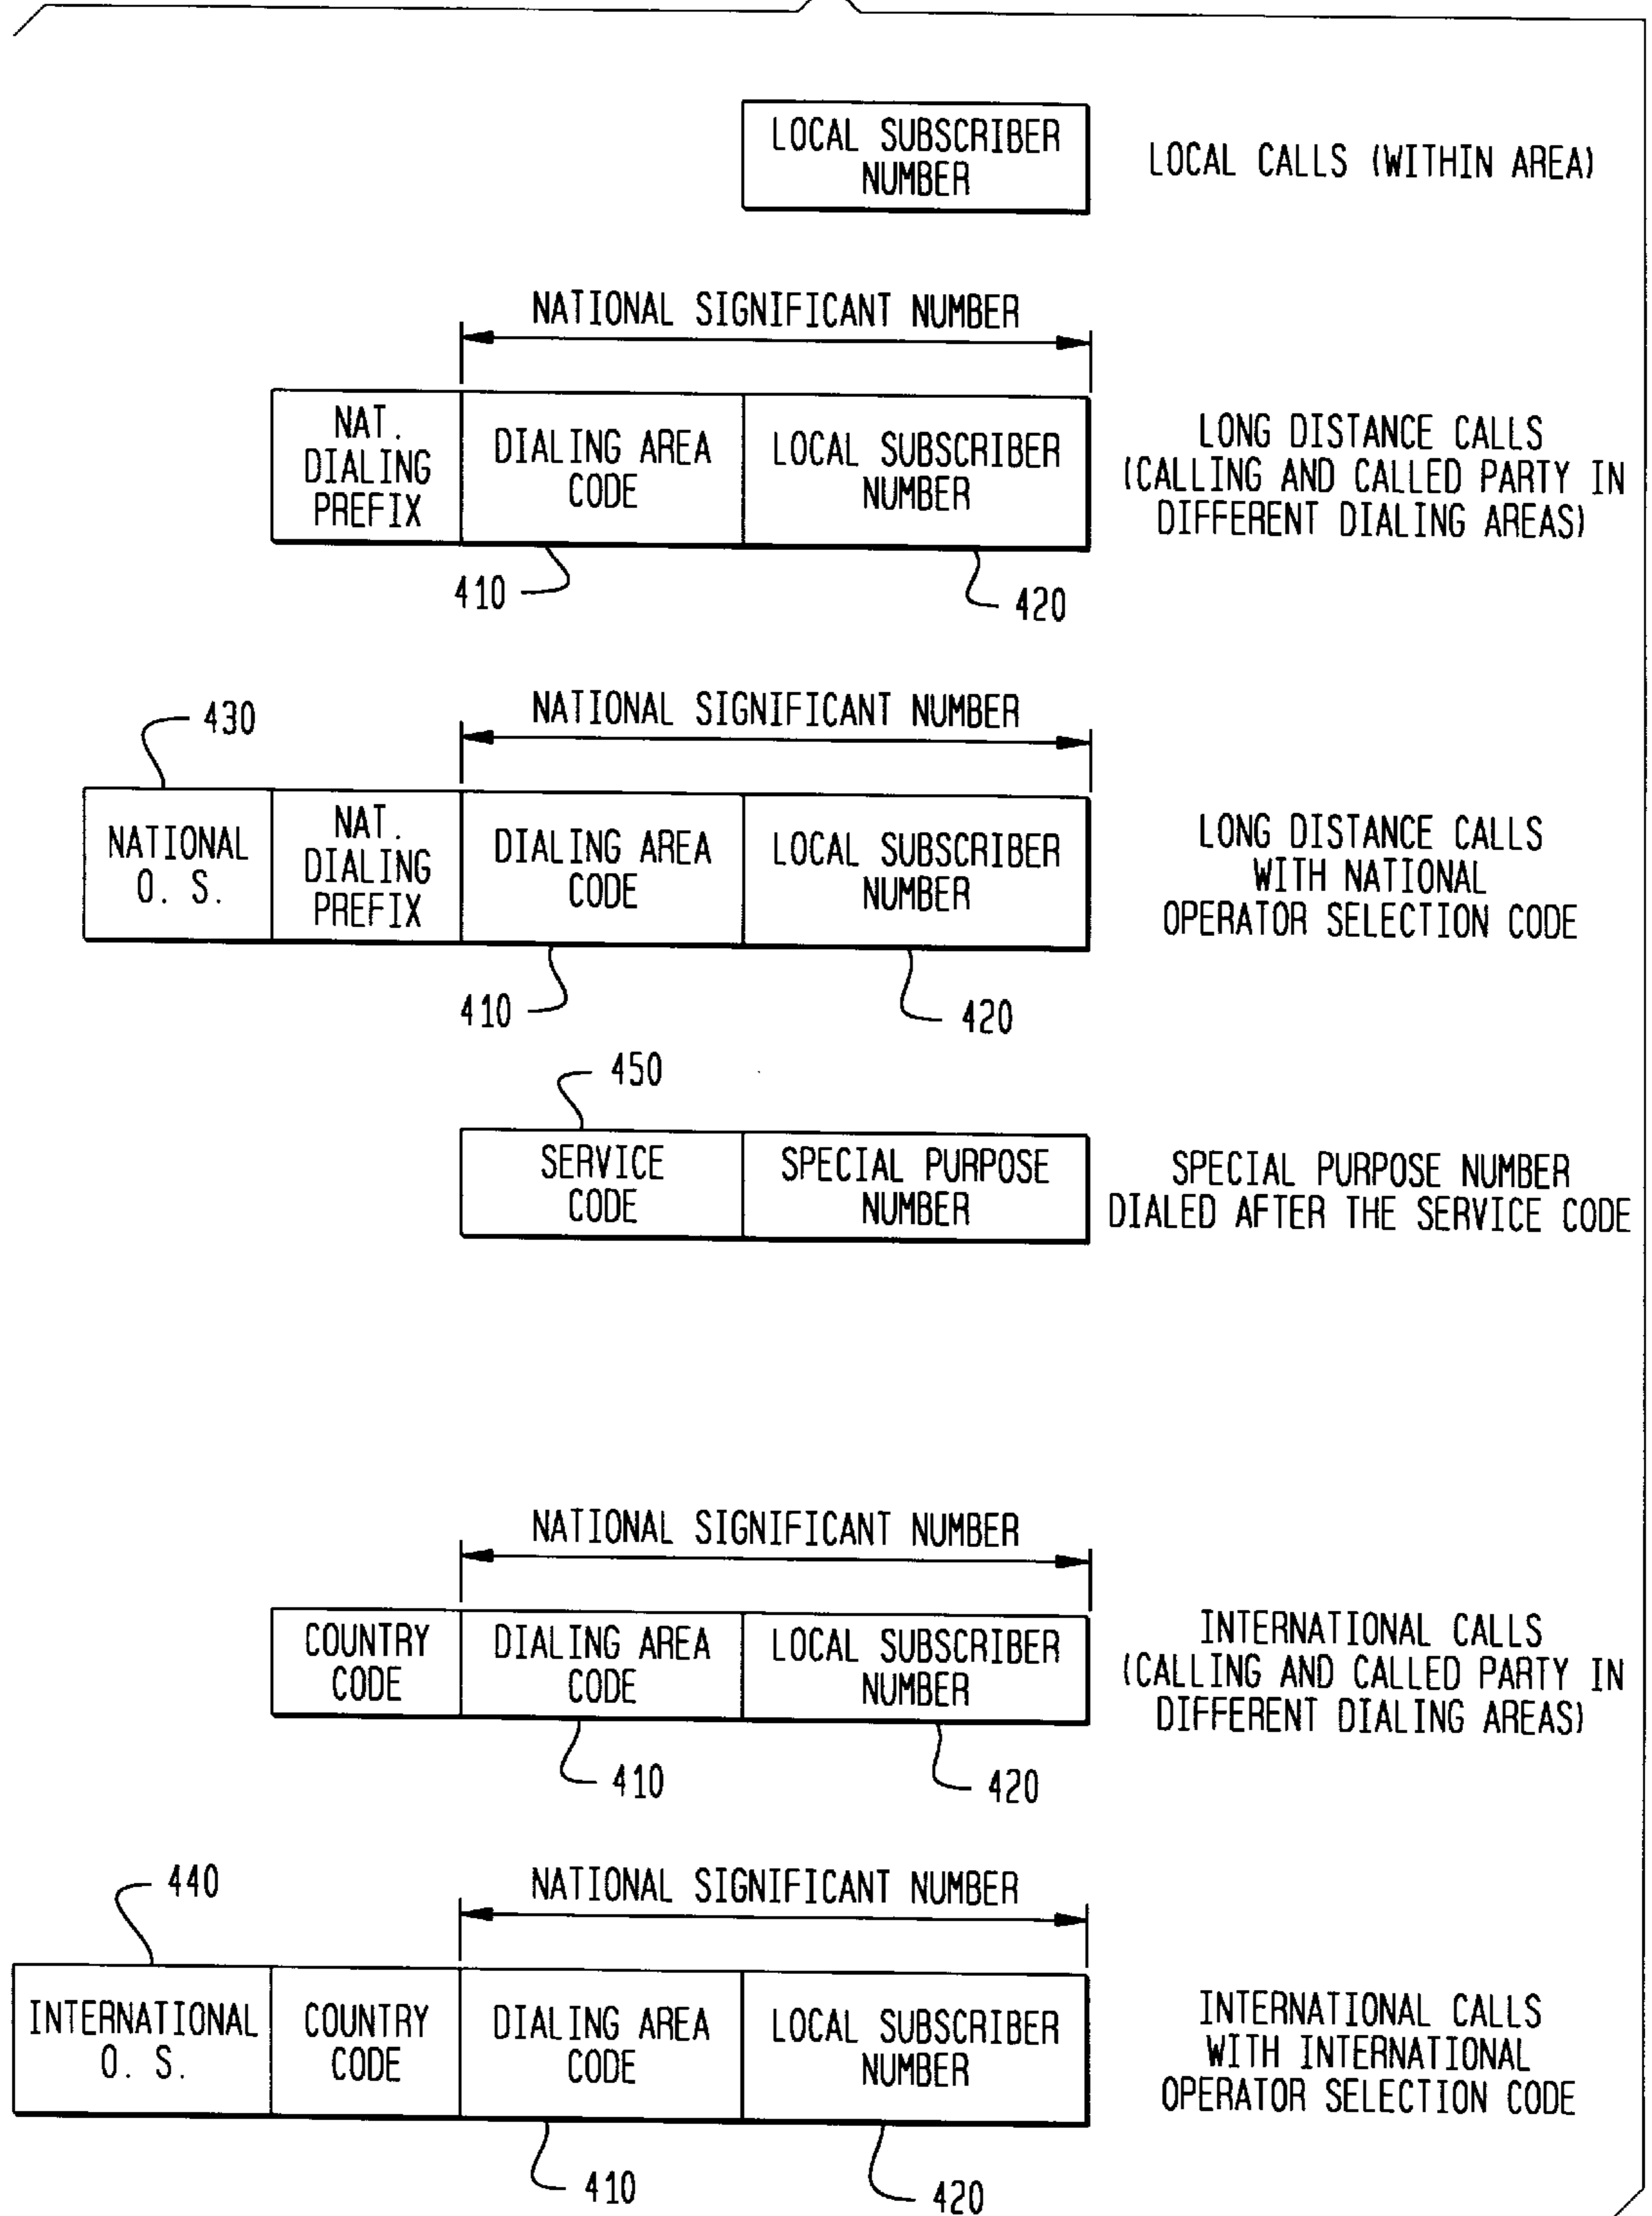 LOCAL SUBSCRIBER
NUMBER
LOCAL CALLS (WITHIN AREA)
NATIONAL SIGNIFICANT NUMBER
NAT.
DIALING
PREFIX
DIALING AREA
CODE
LOCAL SUBSCRIBER
NUMBER
LONG DISTANCE CALLS
(CALLING AND CALLED PARTY IN
DIFFERENT DIALING AREAS)
410
420
430
NATIONAL SIGNIFICANT NUMBER
NATIONAL
O. S.
NAT.
DIALING
PREFIX
DIALING AREA
CODE
LOCAL SUBSCRIBER
NUMBER
LONG DISTANCE CALLS
WITH NATIONAL
OPERATOR SELECTION CODE
410
420
450
SERVICE
CODE
SPECIAL PURPOSE
NUMBER
SPECIAL PURPOSE NUMBER
DIALED AFTER THE SERVICE CODE
NATIONAL SIGNIFICANT NUMBER
COUNTRY
CODE
DIALING AREA
CODE
LOCAL SUBSCRIBER
NUMBER
INTERNATIONAL CALLS
(CALLING AND CALLED PARTY IN
DIFFERENT DIALING AREAS)
410
420
440
NATIONAL SIGNIFICANT NUMBER
INTERNATIONAL
O. S.
COUNTRY
CODE
DIALING AREA
CODE
LOCAL SUBSCRIBER
NUMBER
INTERNATIONAL CALLS
WITH INTERNATIONAL
OPERATOR SELECTION CODE
410
420